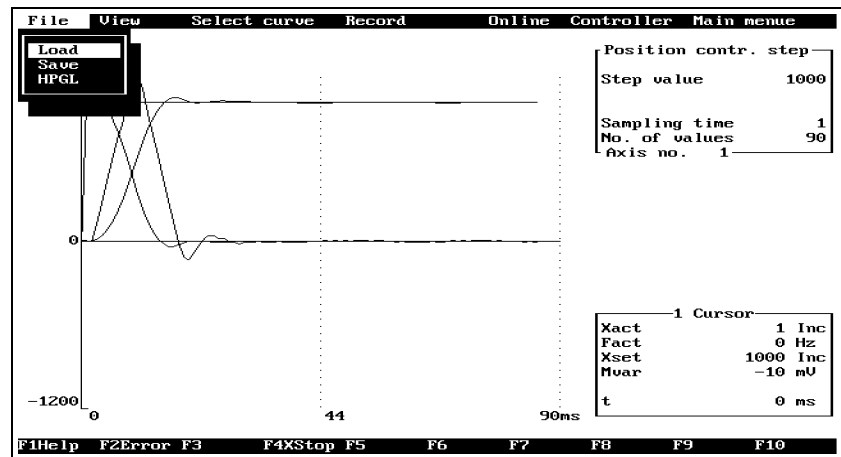 File View Select curve Record Online Controller Main menue
Load
Save
HPGL
Position contr. step
Step value 1000
Sampling time 1
No. of values 90
Axis no. 1
0
1 Cursor
Xact 1 Inc
Fact 0 Hz
Xset 1000 Inc
Mvar -10 mV
t 0 ms
-1200
0 44 90ms
F1Help F2Error F3 F4XStop F5 F6 F7 F8 F9 F10